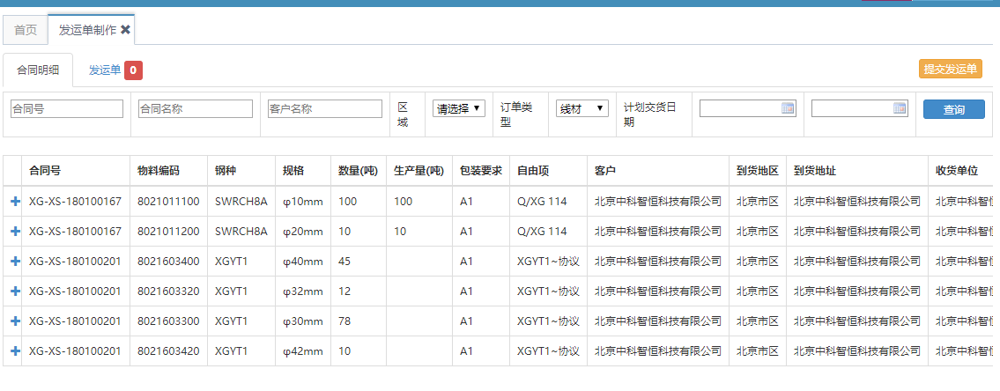 首页 发运单制作
合同明细 发运单 0 提交发运单
合同号 合同名称 客户名称 区域 请选择 订单类型 线材 计划交货日期 查询
合同号 物料编码 钢种 规格 数量(吨) 生产量(吨) 包装要求 自由项 客户 到货地区 到货地址 收货单位
XG-XS-180100167 8021011100 SWRCH8A φ10mm 100 100 A1 Q/XG 114 北京中科智恒科技有限公司 北京市区 北京中科智恒科技有限公司 北京中科智恒
XG-XS-180100167 8021011200 SWRCH8A φ20mm 10 10 A1 Q/XG 114 北京中科智恒科技有限公司 北京市区 北京中科智恒科技有限公司 北京中科智恒
XG-XS-180100201 8021603400 XGYT1 φ40mm 45 A1 XGYT1~协议 北京中科智恒科技有限公司 北京市区 北京中科智恒科技有限公司 北京中科智恒
XG-XS-180100201 8021603320 XGYT1 φ32mm 12 A1 XGYT1~协议 北京中科智恒科技有限公司 北京市区 北京中科智恒科技有限公司 北京中科智恒
XG-XS-180100201 8021603300 XGYT1 φ30mm 78 A1 XGYT1~协议 北京中科智恒科技有限公司 北京市区 北京中科智恒科技有限公司 北京中科智恒
XG-XS-180100201 8021603420 XGYT1 φ42mm 10 A1 XGYT1~协议 北京中科智恒科技有限公司 北京市区 北京中科智恒科技有限公司 北京中科智恒